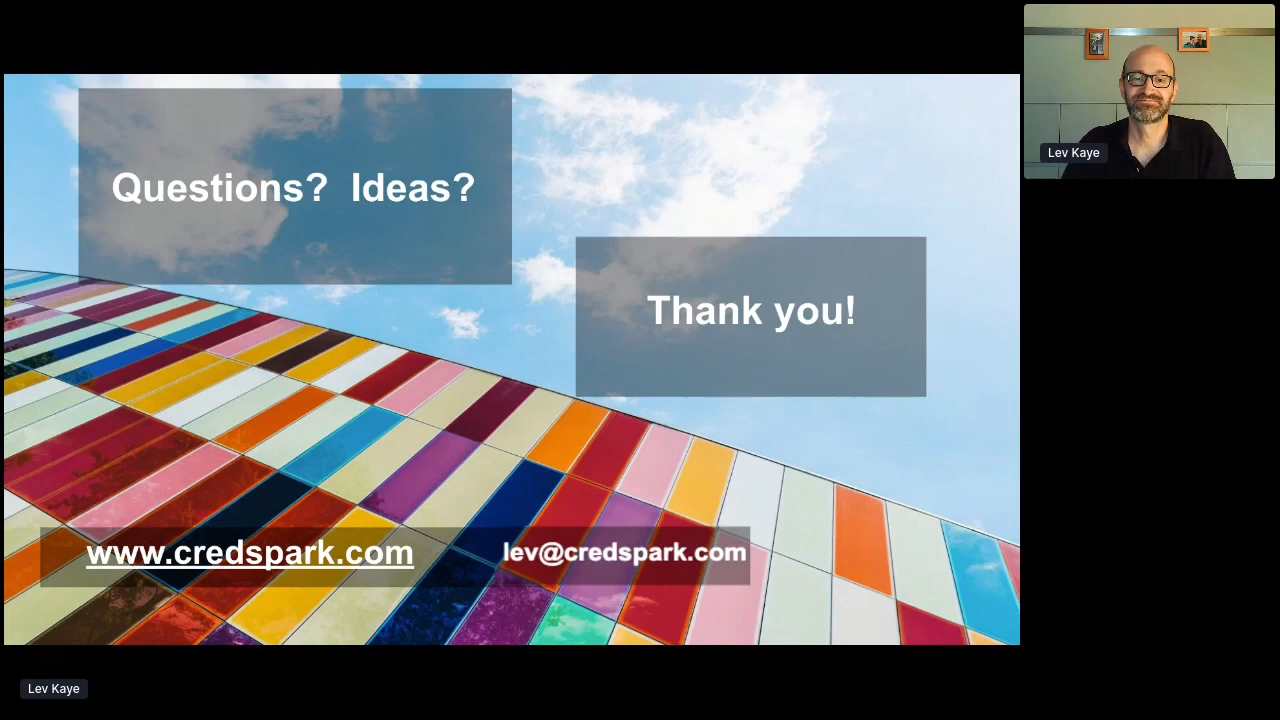 Questions?  Ideas?
Thank you!
www.credspark.com
lev@credspark.com
Lev Kaye
Lev Kaye